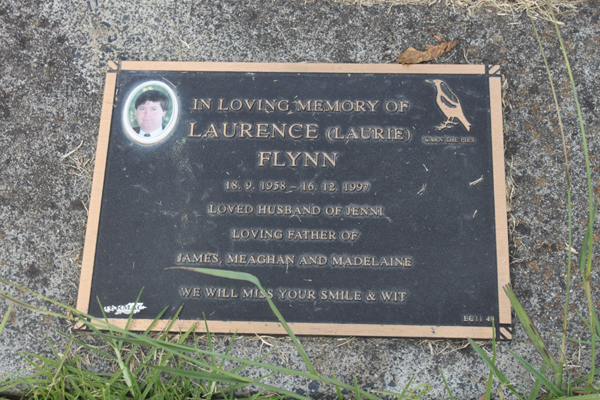 IN LOVING MEMORY OF
LAURENCE (LAURIE)
FLYNN
18. 9. 1958 – 16. 12. 1997
LOVED HUSBAND OF JENNI
LOVING FATHER OF
JAMES, MEAGHAN AND MADELAINE
WE WILL MISS YOUR SMILE & WIT